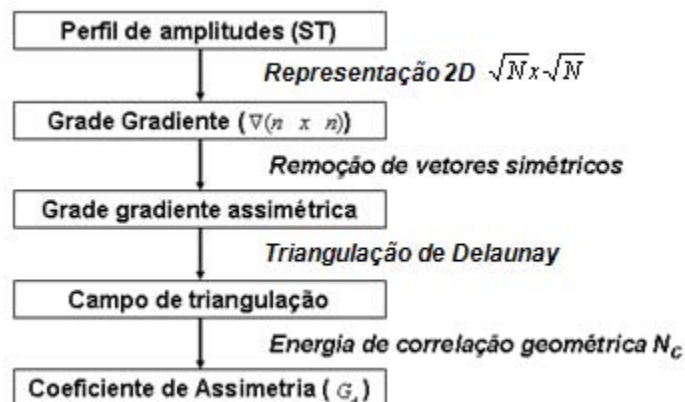 Perfil de amplitudes (ST)
Representação 2D √N x √N
Grade Gradiente (∇(n x n))
Remoção de vetores simétricos
Grade gradiente assimétrica
Triangulação de Delaunay
Campo de triangulação
Energia de correlação geométrica N_C
Coeficiente de Assimetria ( G_A )